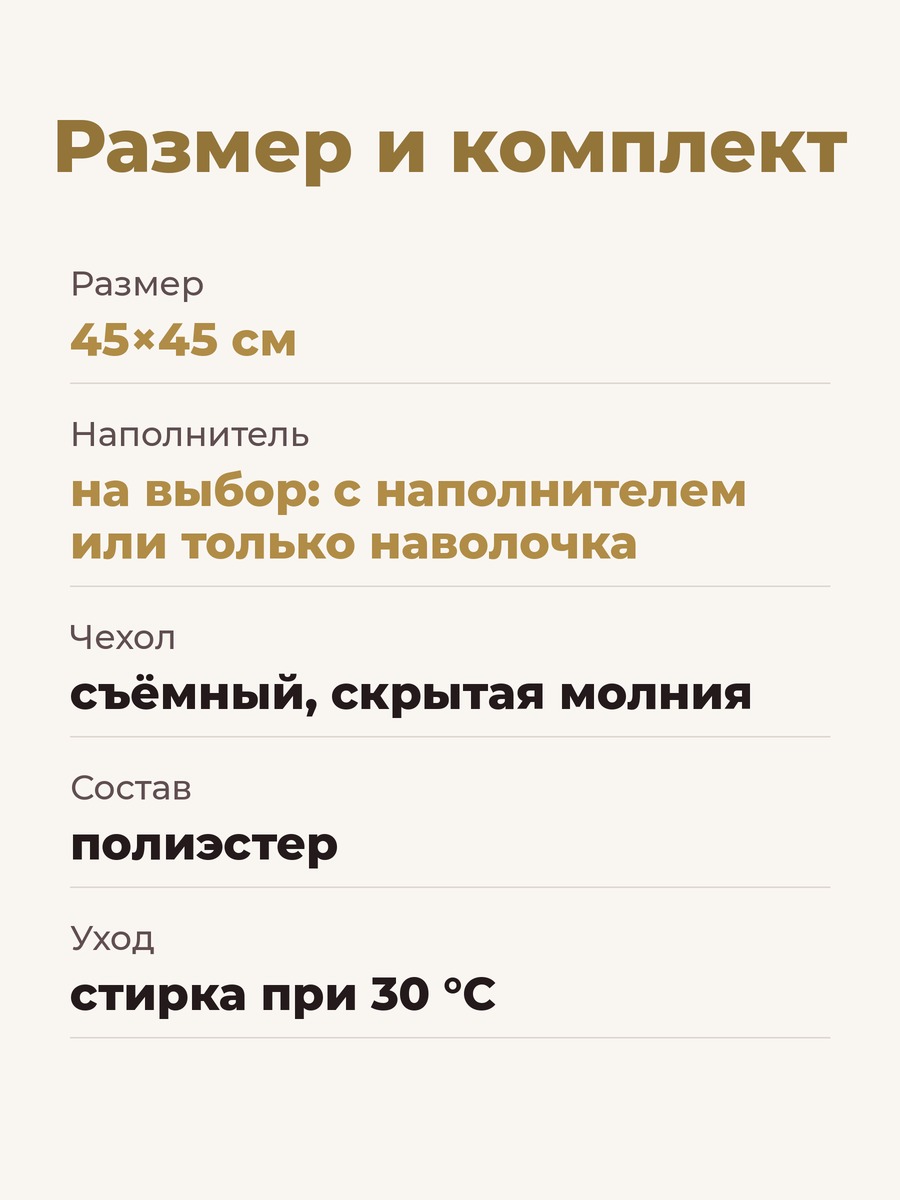 Размер и комплект
Размер
45×45 см
Наполнитель
на выбор: с наполнителем
или только наволочка
Чехол
съёмный, скрытая молния
Состав
полиэстер
Уход
стирка при 30 °C